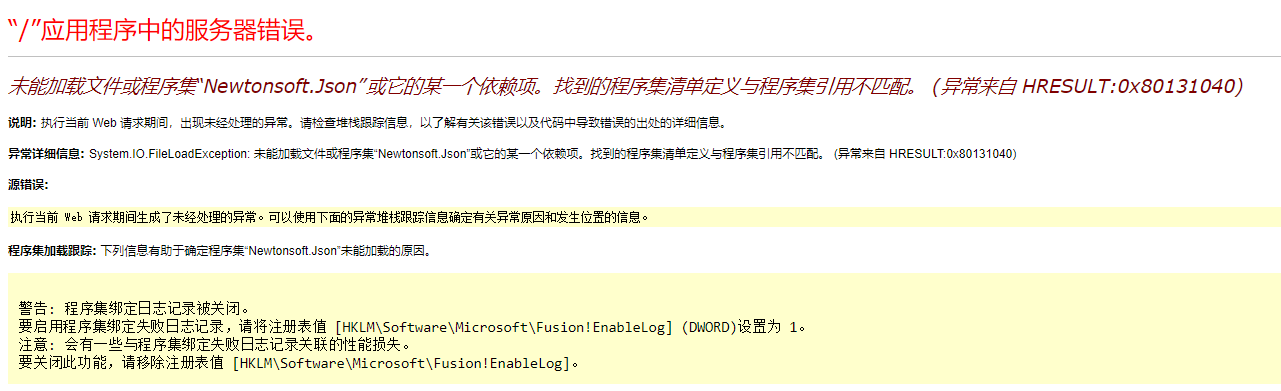 “/”应用程序中的服务器错误。
未能加载文件或程序集“Newtonsoft.Json”或它的某一个依赖项。找到的程序集清单定义与程序集引用不匹配。 (异常来自 HRESULT:0x80131040)
说明: 执行当前 Web 请求期间，出现未经处理的异常。请检查堆栈跟踪信息，以了解有关该错误以及代码中导致错误的出处的详细信息。
异常详细信息: System.IO.FileLoadException: 未能加载文件或程序集“Newtonsoft.Json”或它的某一个依赖项。找到的程序集清单定义与程序集引用不匹配。 (异常来自 HRESULT:0x80131040)
源错误:
执行当前 Web 请求期间生成了未经处理的异常。可以使用下面的异常堆栈跟踪信息确定有关异常原因和发生位置的信息。
程序集加载跟踪: 下列信息有助于确定程序集“Newtonsoft.Json”未能加载的原因。
警告: 程序集绑定日志记录被关闭。
要启用程序集绑定失败日志记录，请将注册表值 [HKLM\Software\Microsoft\Fusion!EnableLog] (DWORD)设置为 1。
注意: 会有一些与程序集绑定失败日志记录关联的性能损失。
要关闭此功能，请移除注册表值 [HKLM\Software\Microsoft\Fusion!EnableLog]。